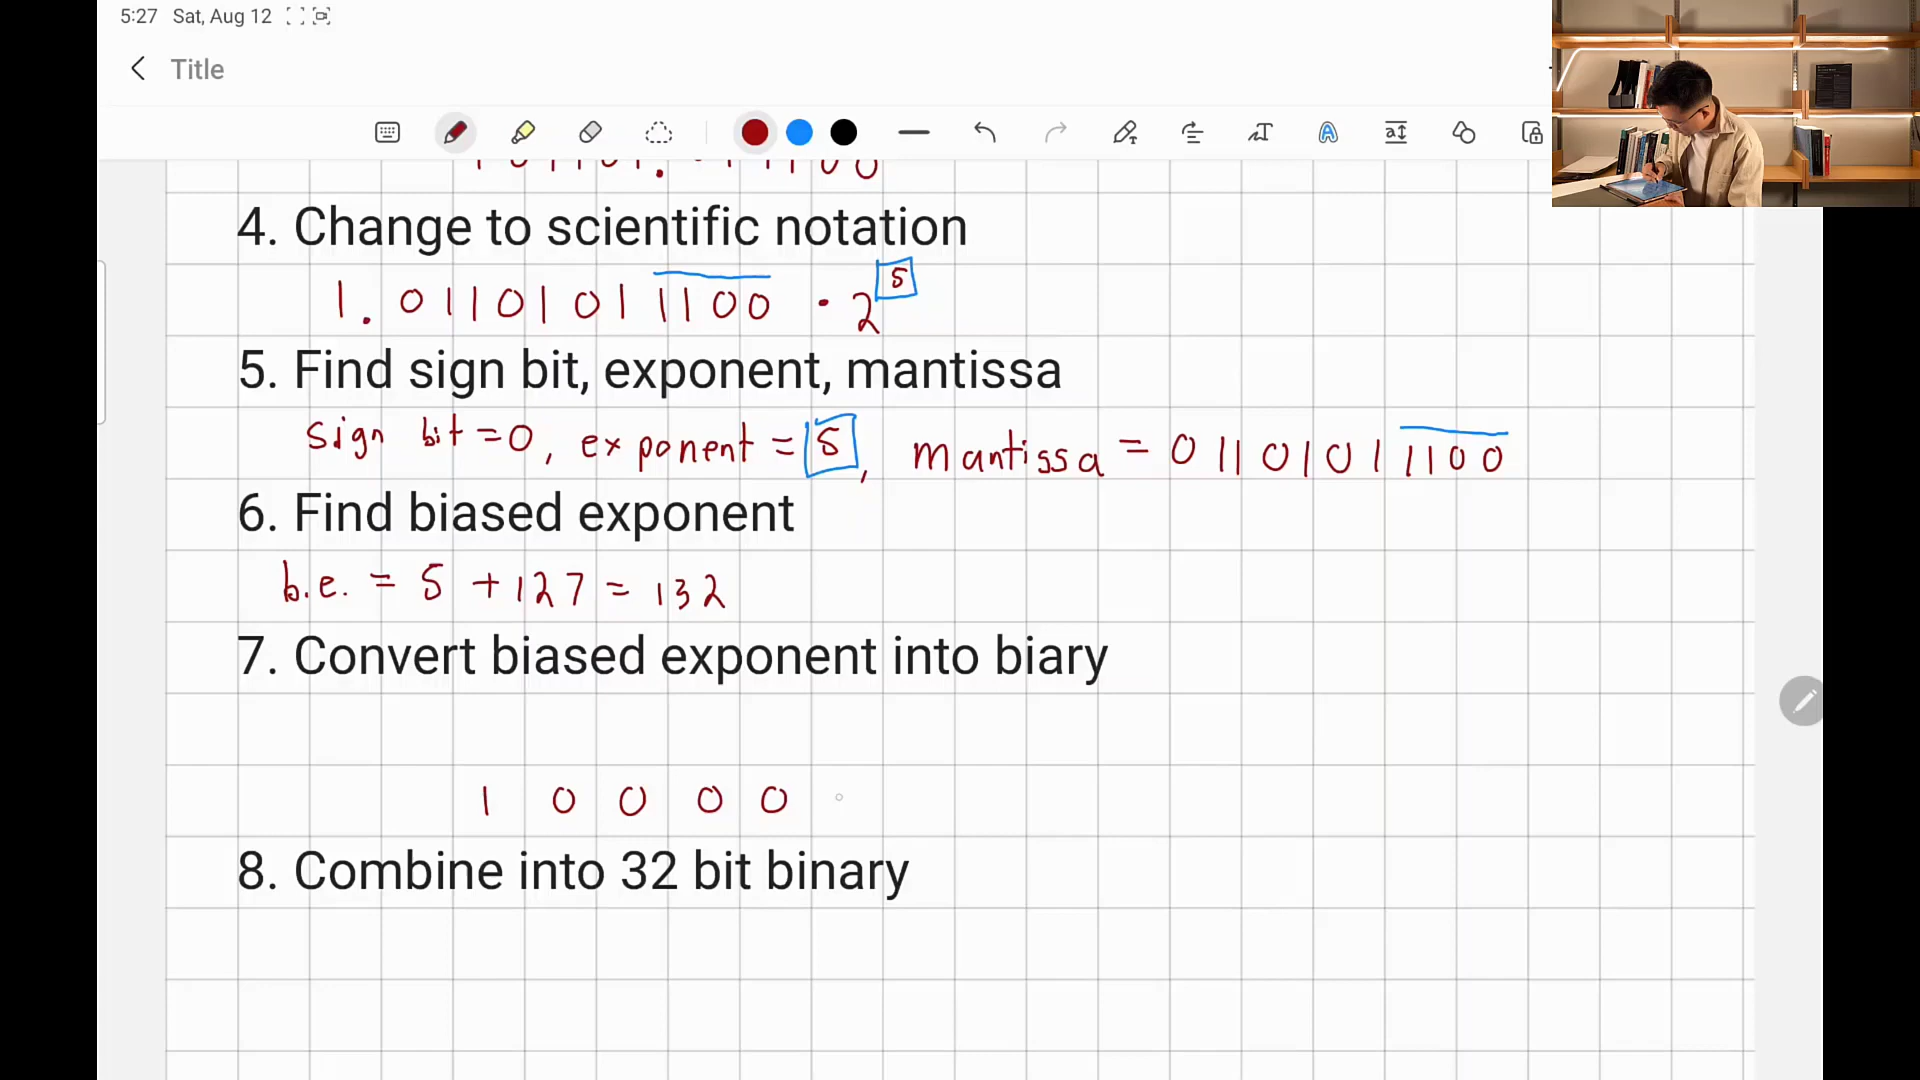 5:27 Sat, Aug 12
Title
4. Change to scientific notation
1.01101011100 · 2^5
5. Find sign bit, exponent, mantissa
sign bit = 0, exponent = 5, mantissa = 01101011100
6. Find biased exponent
b.e. = 5 + 127 = 132
7. Convert biased exponent into biary
1 0 0 0 0
8. Combine into 32 bit binary